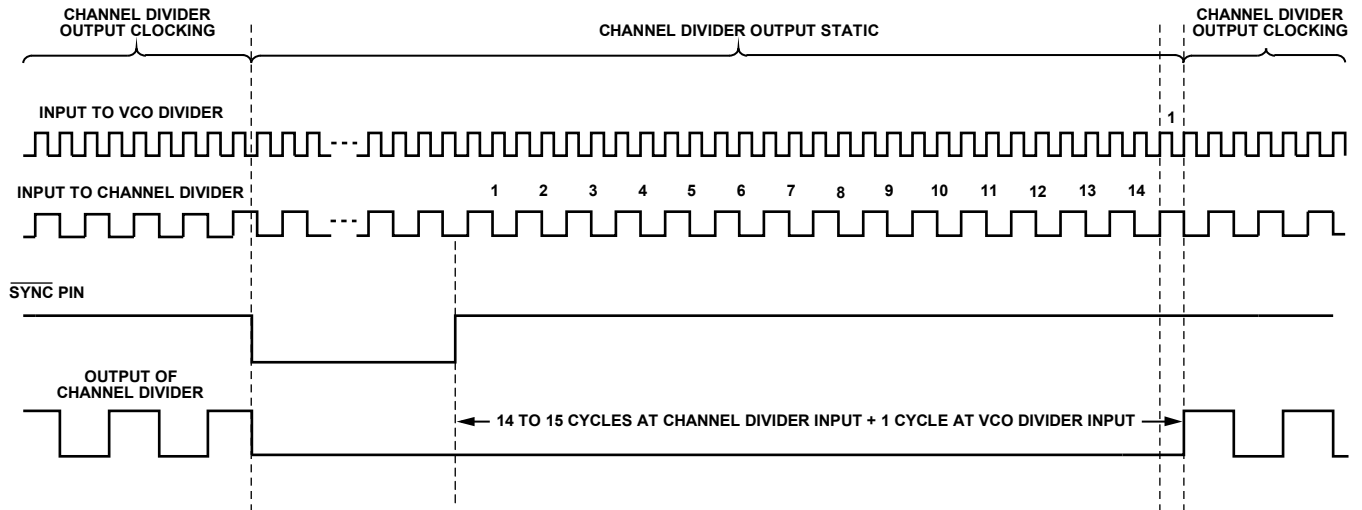 CHANNEL DIVIDER
OUTPUT CLOCKING
CHANNEL DIVIDER OUTPUT STATIC
CHANNEL DIVIDER
OUTPUT CLOCKING
INPUT TO VCO DIVIDER
1
INPUT TO CHANNEL DIVIDER
1 2 3 4 5 6 7 8 9 10 11 12 13 14
SYNC PIN
OUTPUT OF
CHANNEL DIVIDER
14 TO 15 CYCLES AT CHANNEL DIVIDER INPUT + 1 CYCLE AT VCO DIVIDER INPUT